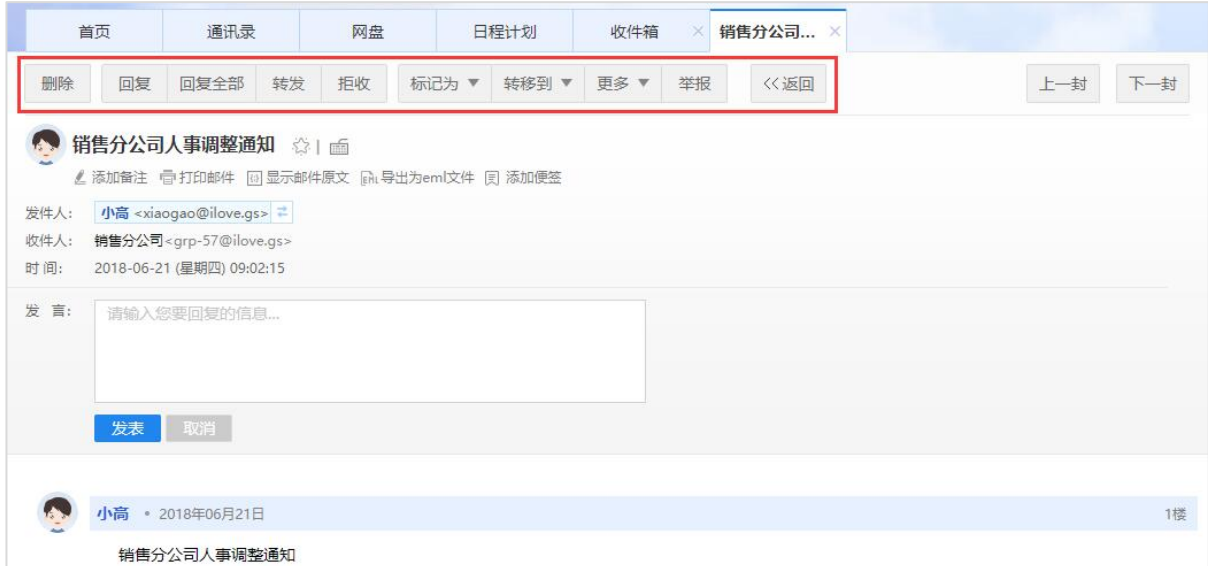 首页 通讯录 网盘 日程计划 收件箱 × 销售分公司... ×
删除 回复 回复全部 转发 拒收 标记为 ▼ 转移到 ▼ 更多 ▼ 举报 <<返回 上一封 下一封
销售分公司人事调整通知
添加备注 打印邮件 显示邮件原文 导出为eml文件 添加便签
发件人: 小高 <xiaogao@ilove.gs>
收件人: 销售分公司<grp-57@ilove.gs>
时 间: 2018-06-21 (星期四) 09:02:15
发 言: 请输入您要回复的信息...
发表 取消
小高 • 2018年06月21日 1楼
销售分公司人事调整通知